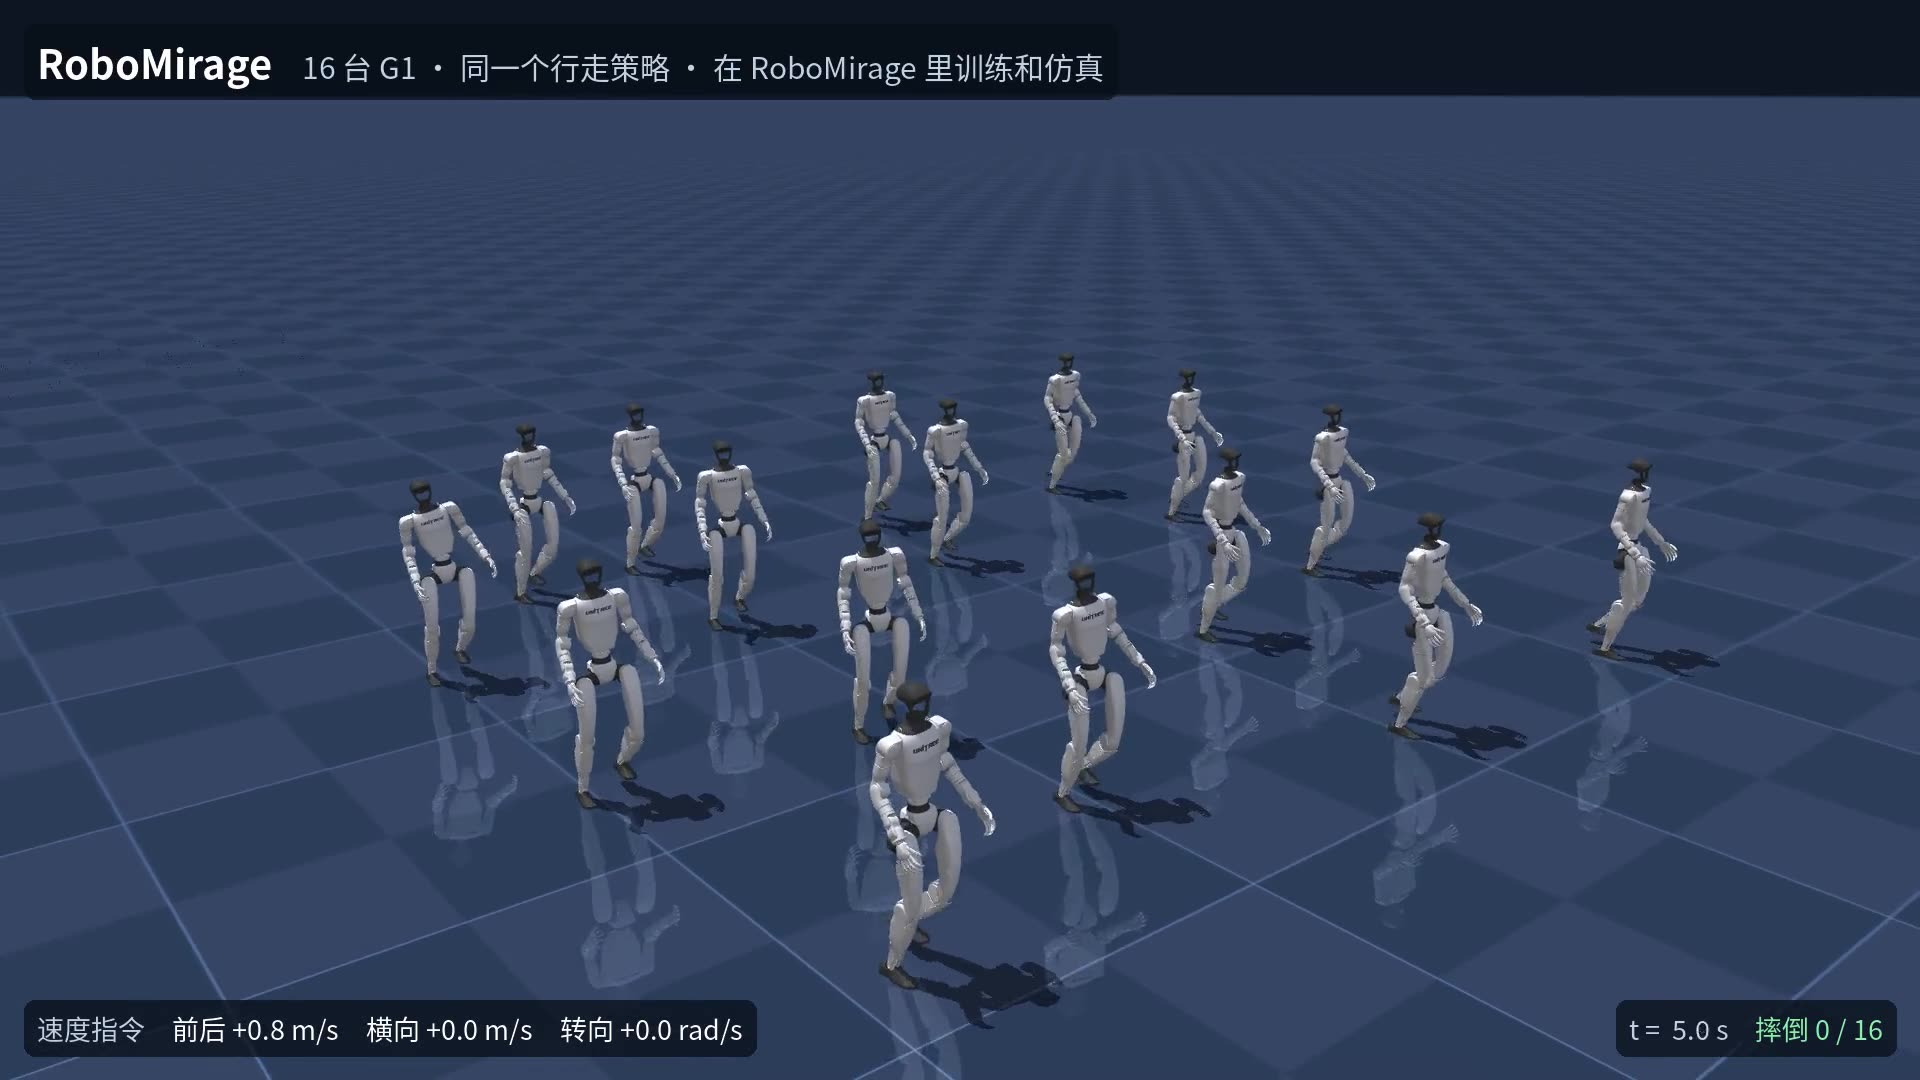 RoboMirage 16 台 G1 · 同一个行走策略 · 在 RoboMirage 里训练和仿真
速度指令 前后 +0.8 m/s 横向 +0.0 m/s 转向 +0.0 rad/s
t = 5.0 s 摔倒 0 / 16